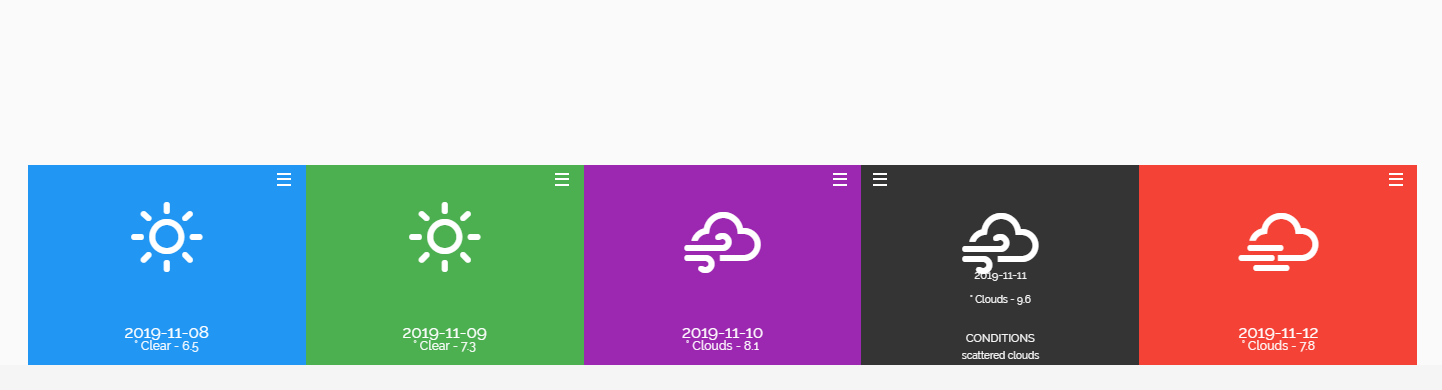 2019-11-08
° Clear - 6.5
2019-11-09
° Clear - 7.3
2019-11-10
° Clouds - 8.1
2019-11-11
° Clouds - 9.6
CONDITIONS
scattered clouds
2019-11-12
° Clouds - 7.8